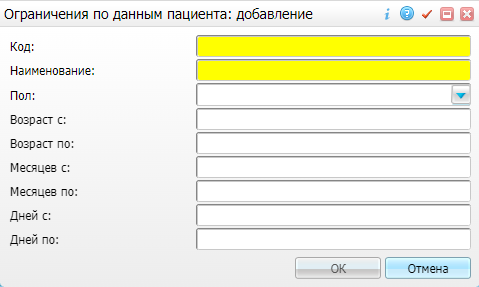 Ограничения по данным пациента: добавление
Код:
Наименование:
Пол:
Возраст с:
Возраст по:
Месяцев с:
Месяцев по:
Дней с:
Дней по:
ОК Отмена